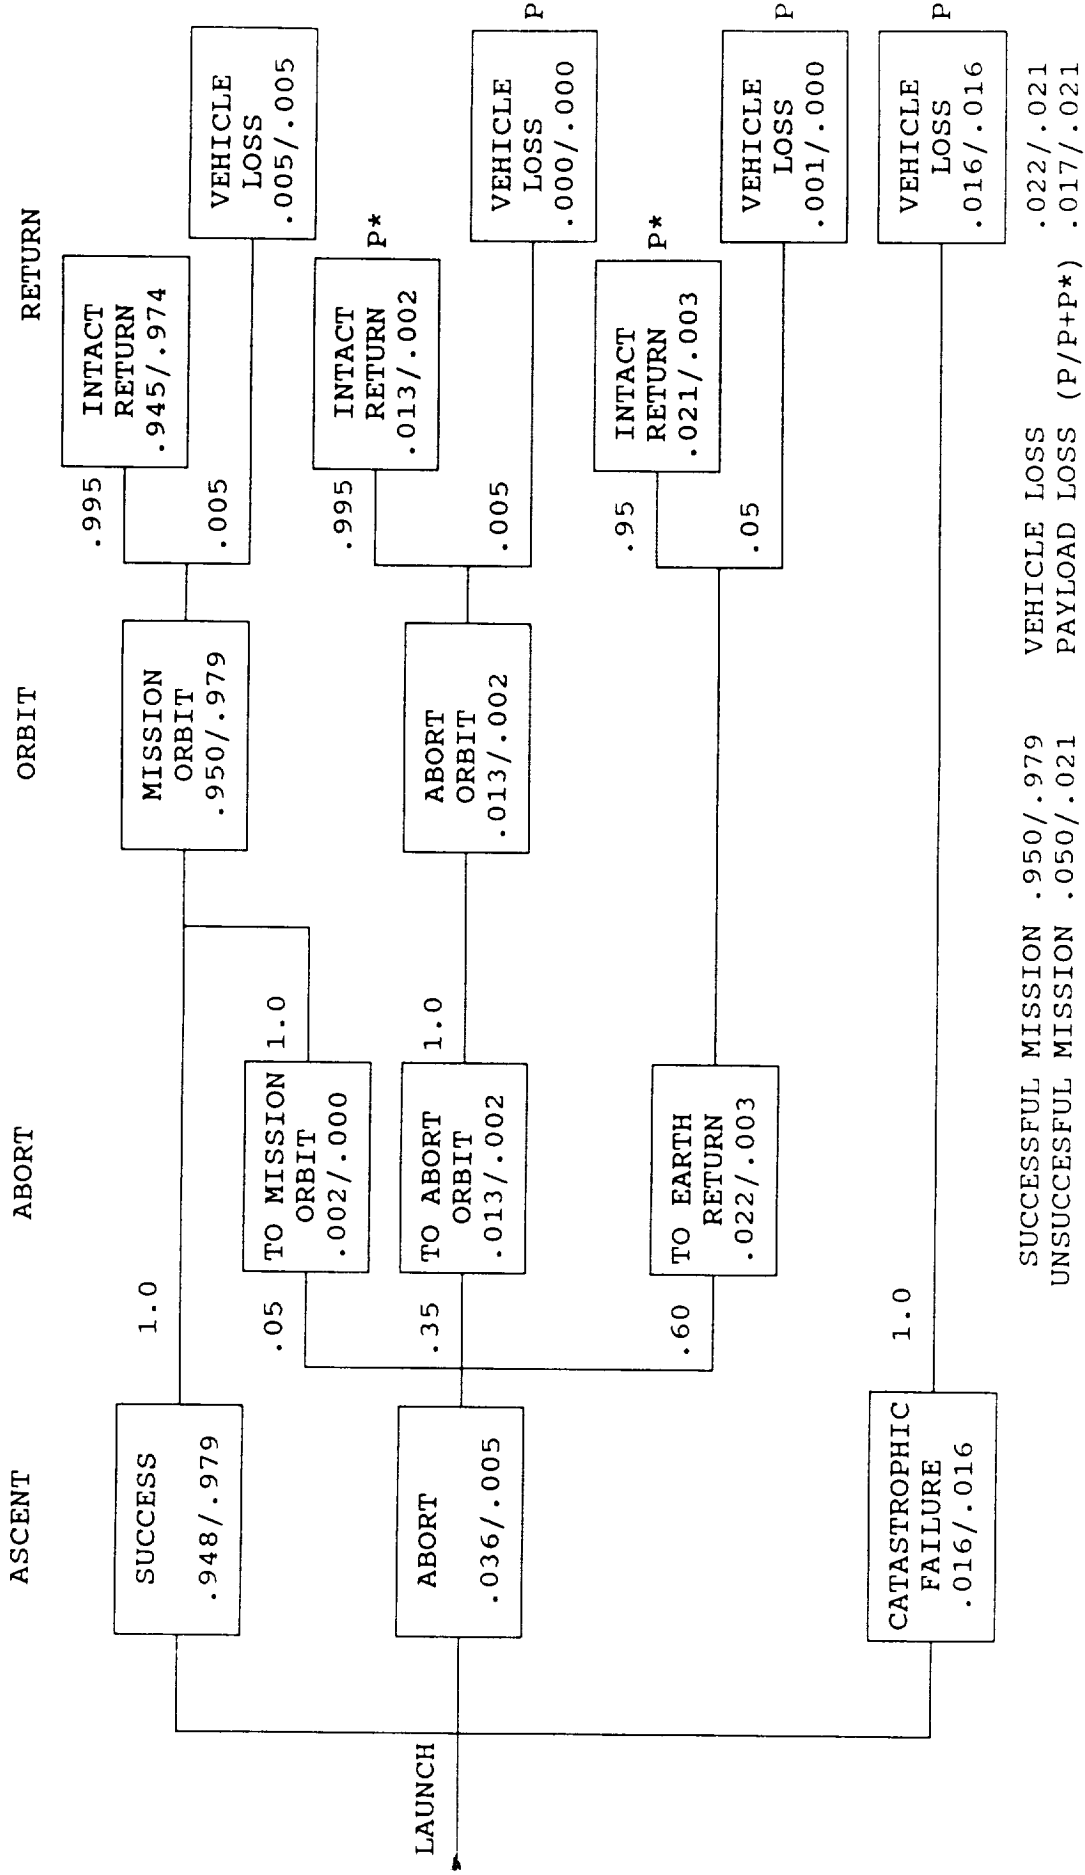 ASCENT
ABORT
ORBIT
RETURN
LAUNCH
SUCCESS
.948/.979
1.0
ABORT
.036/.005
CATASTROPHIC
FAILURE
.016/.016
1.0
.05
TO MISSION
ORBIT
.002/.000
1.0
.35
TO ABORT
ORBIT
.013/.002
1.0
.60
TO EARTH
RETURN
.022/.003
MISSION
ORBIT
.950/.979
ABORT
ORBIT
.013/.002
.995
INTACT
RETURN
.945/.974
.005
VEHICLE
LOSS
.005/.005
.995
INTACT
RETURN
.013/.002
P*
.005
VEHICLE
LOSS
.000/.000
P
.95
INTACT
RETURN
.021/.003
P*
.05
VEHICLE
LOSS
.001/.000
P
VEHICLE
LOSS
.016/.016
P
SUCCESSFUL MISSION .950/.979 VEHICLE LOSS .022/.021
UNSUCCESFUL MISSION .050/.021 PAYLOAD LOSS (P/P+P*) .017/.021